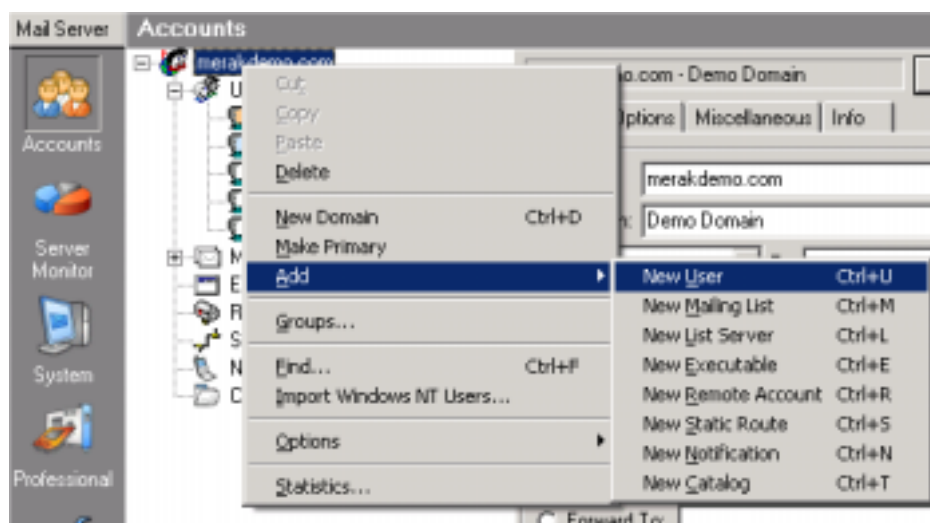 Mail Server
Accounts
merakdemo.com
U
M
E
R
S
N
C
Accounts
Server
Monitor
System
Professional
Cut
Copy
Paste
Delete
New Domain Ctrl+D
Make Primary
Add
Groups...
Find... Ctrl+F
Import Windows NT Users...
Options
Statistics...
o.com - Demo Domain
ptions Miscellaneous Info
merakdemo.com
n: Demo Domain
New User Ctrl+U
New Mailing List Ctrl+M
New List Server Ctrl+L
New Executable Ctrl+E
New Remote Account Ctrl+R
New Static Route Ctrl+S
New Notification Ctrl+N
New Catalog Ctrl+T
Forward To: